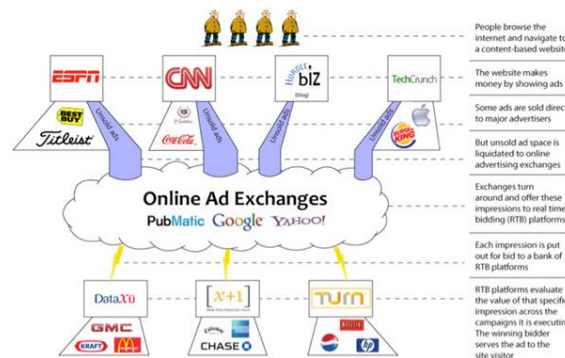 People browse the
internet and navigate to
a content-based website
ESPN
CNN
HUBBLE
biz
(blog)
TechCrunch
The website makes
money by showing ads
BEST
BUY
Titleist
Coca-Cola
BURGER
KING
Some ads are sold direc
to major advertisers
Unsold ads
Unsold ads
Unsold ads
Unsold ads
But unsold ad space is
liquidated to online
advertising exchanges
Online Ad Exchanges
PubMatic Google YAHOO!
Exchanges turn
around and offer these
impressions to real time
bidding (RTB) platforms
Each impression is put
out for bid to a bank of
RTB platforms
DataXu
[x+1]
TURN
RTB platforms evaluate
the value of that specific
impression across the
campaigns it is executin
The winning bidder
serves the ad to the
site visitor
GMC
KRAFT
CHASE
hp